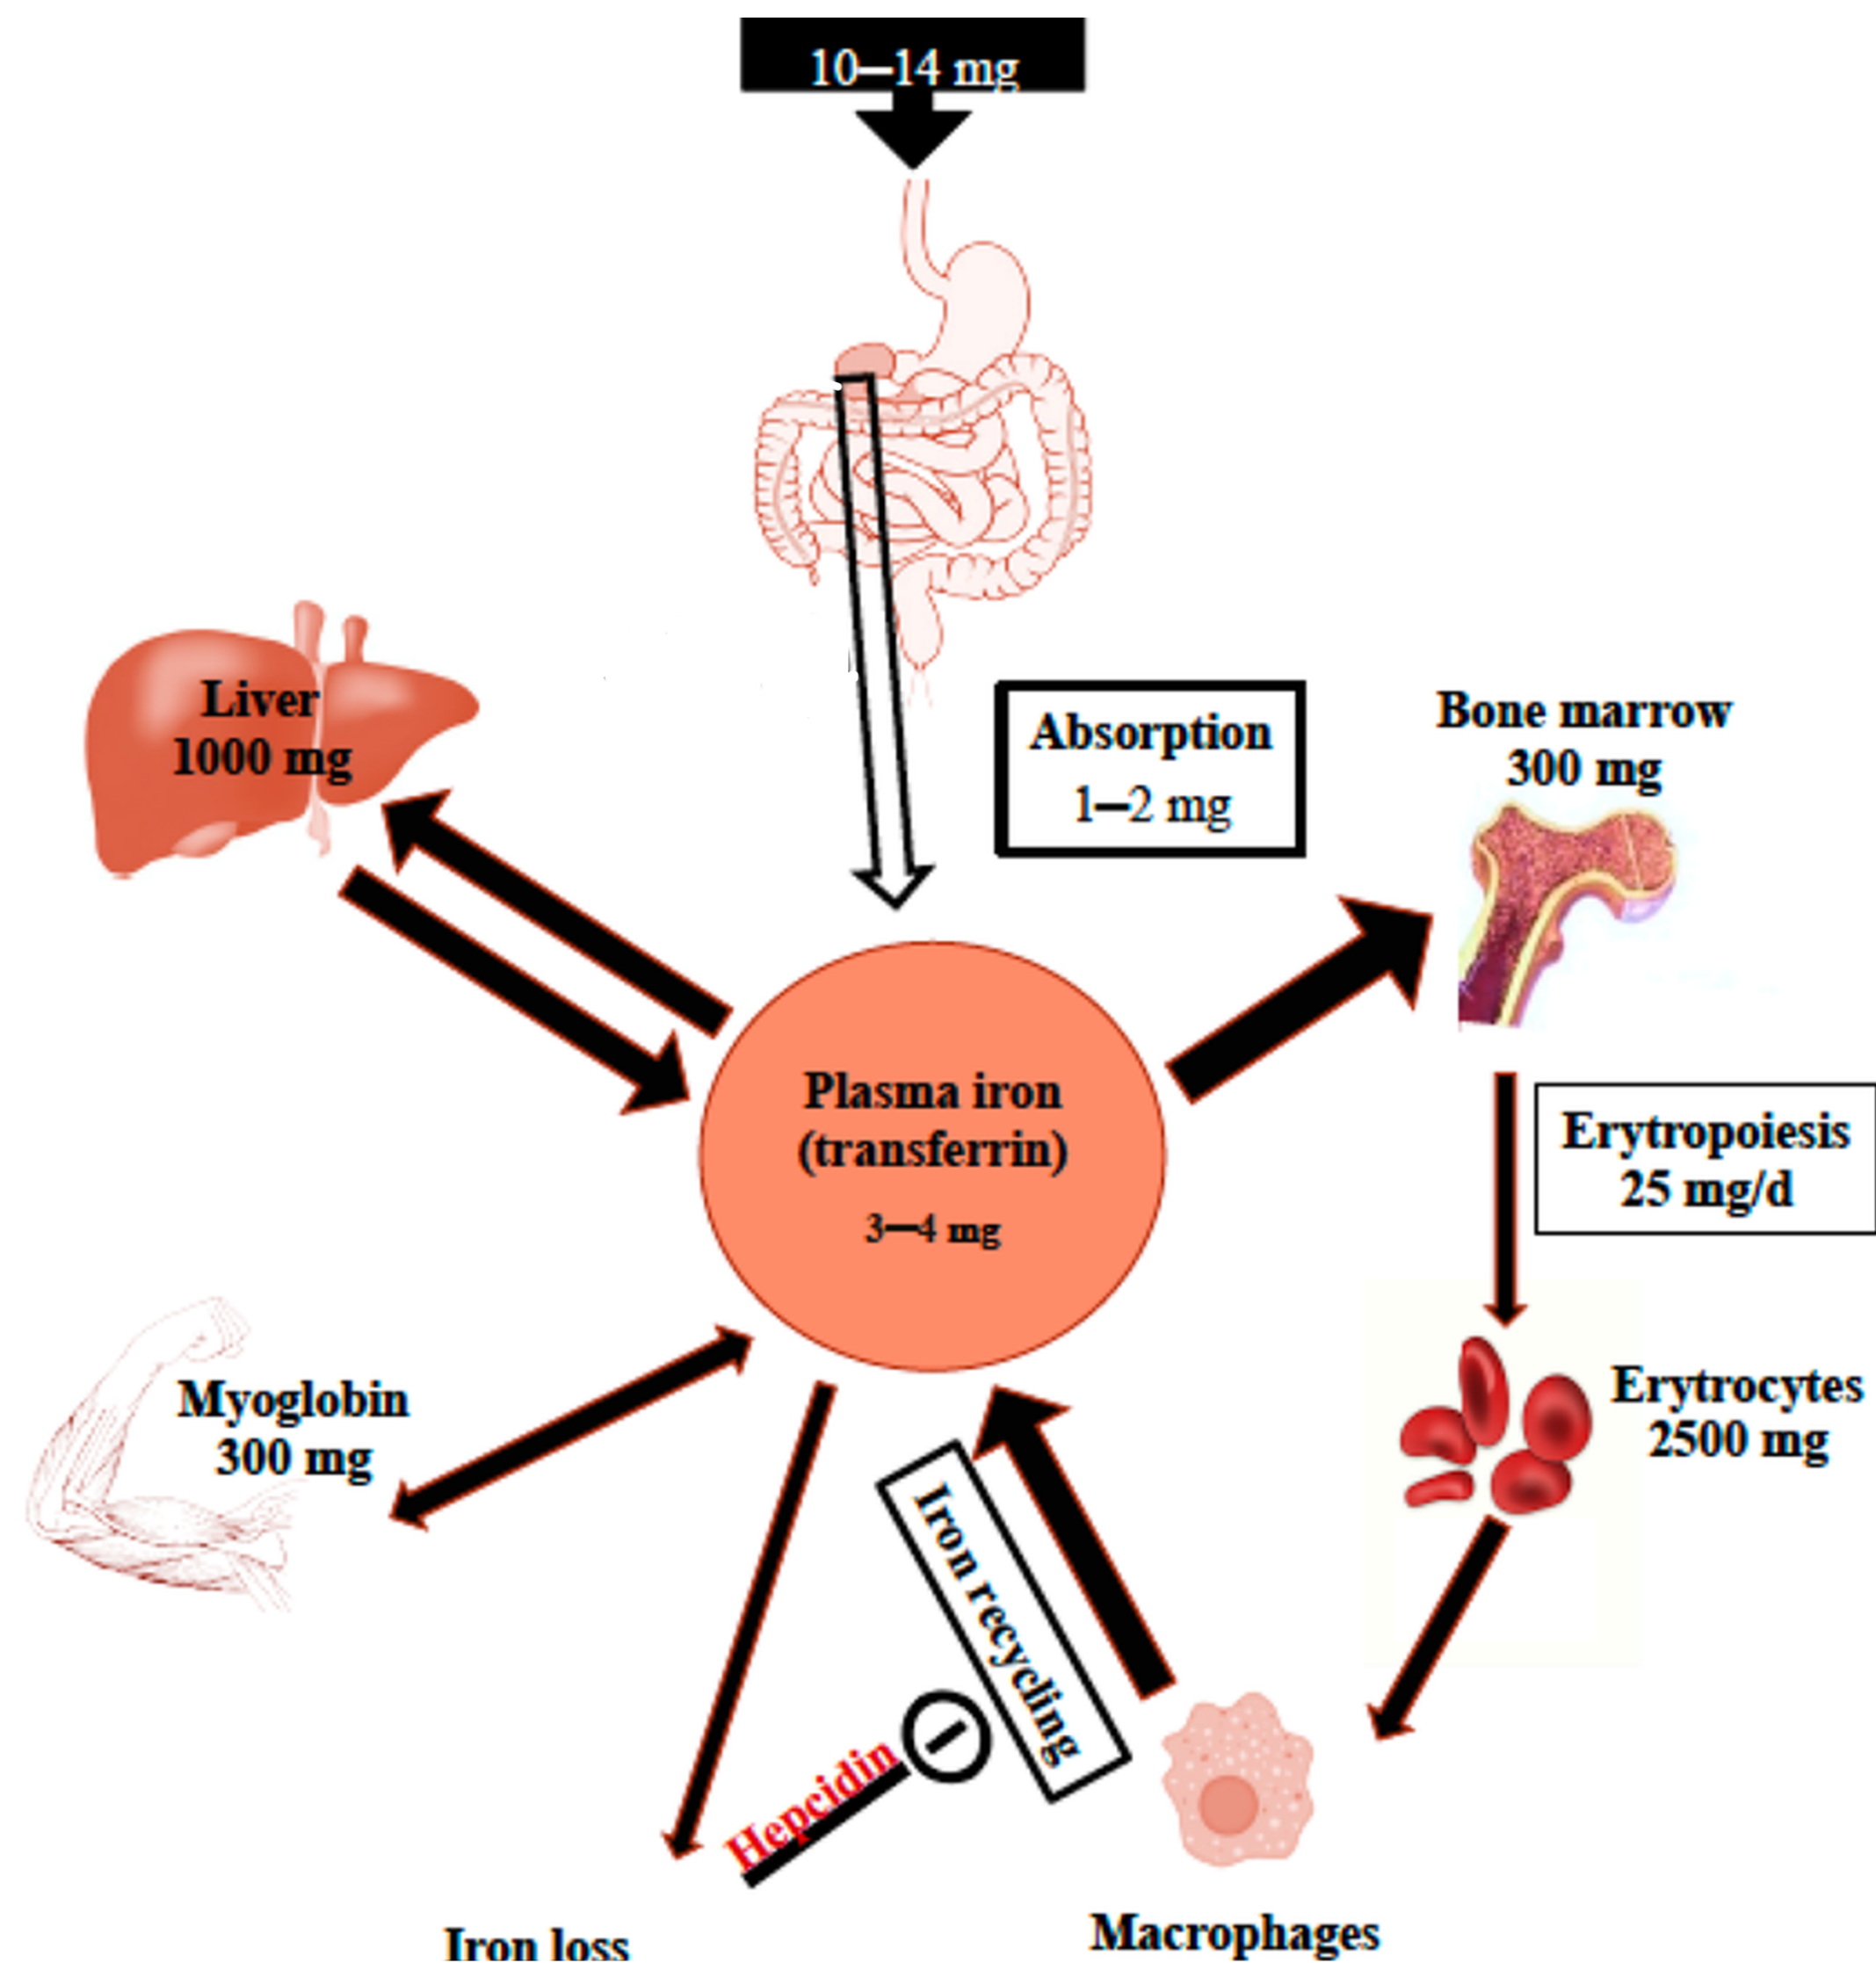 10–14 mg
Liver
1000 mg
Absorption
1–2 mg
Bone marrow
300 mg
Plasma iron
(transferrin)
3–4 mg
Erytropoiesis
25 mg/d
Myoglobin
300 mg
Erytrocytes
2500 mg
Iron recycling
Hepcidin
Iron loss
Macrophages